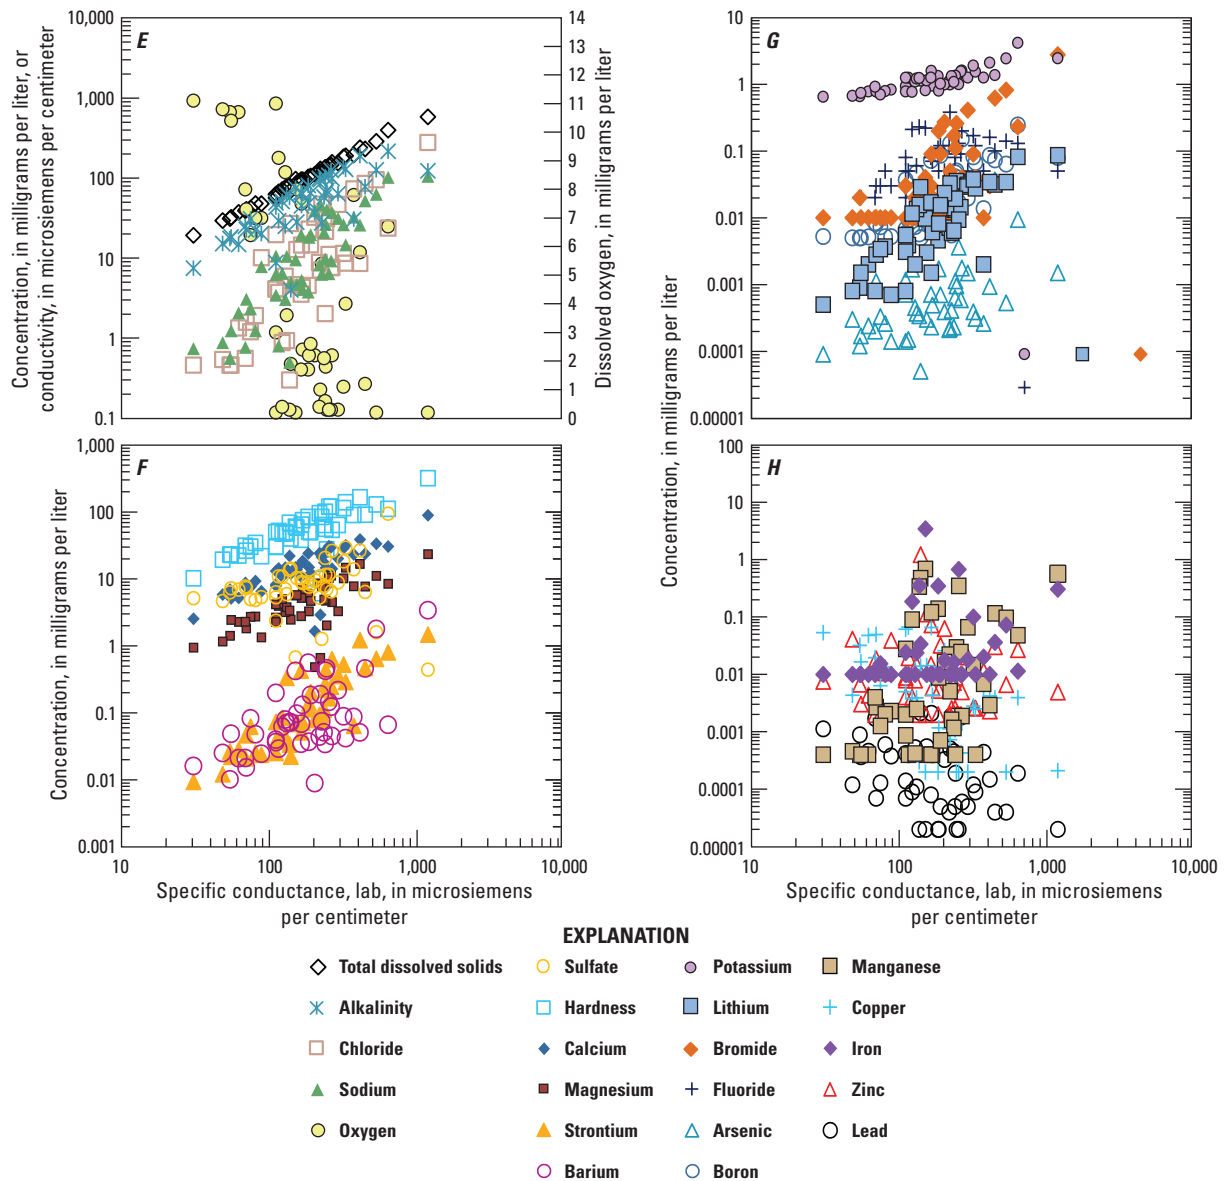 E
Concentration, in milligrams per liter, or
conductivity, in microsiemens per centimeter
10,000
1,000
100
10
1
0.1
14
13
12
11
10
9
8
7
6
5
4
3
2
1
0
Dissolved oxygen, in milligrams per liter
G
10
1
0.1
0.01
0.001
0.0001
0.00001
Concentration, in milligrams per liter
F
Concentration, in milligrams per liter
1,000
100
10
1
0.1
0.01
0.001
10
100
1,000
10,000
Specific conductance, lab, in microsiemens
per centimeter
H
100
10
1
0.1
0.01
0.001
0.0001
0.00001
10
100
1,000
10,000
Specific conductance, lab, in microsiemens
per centimeter
EXPLANATION
Total dissolved solids
Alkalinity
Chloride
Sodium
Oxygen
Sulfate
Hardness
Calcium
Magnesium
Strontium
Barium
Potassium
Lithium
Bromide
Fluoride
Arsenic
Boron
Manganese
Copper
Iron
Zinc
Lead